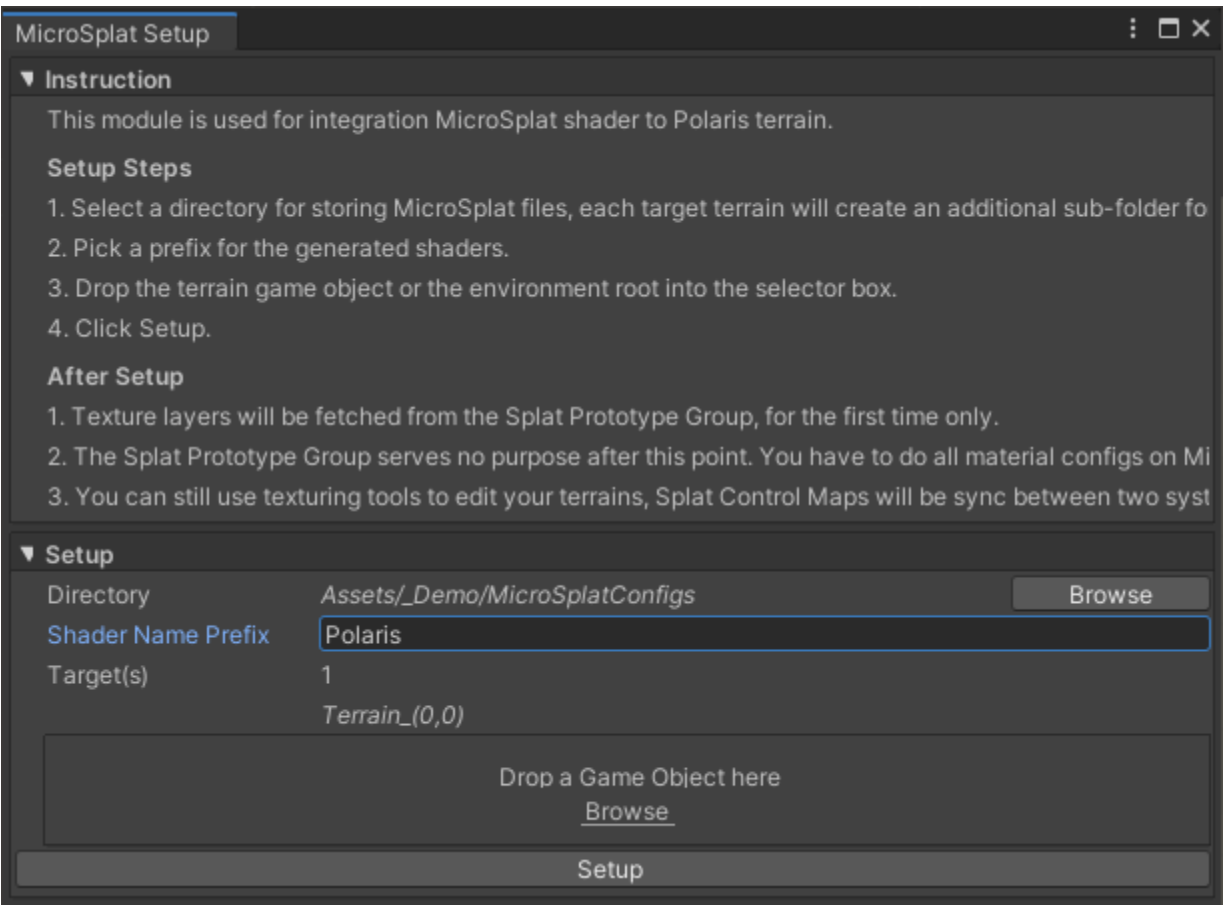 MicroSplat Setup
Instruction
This module is used for integration MicroSplat shader to Polaris terrain.
Setup Steps
1. Select a directory for storing MicroSplat files, each target terrain will create an additional sub-folder fo
2. Pick a prefix for the generated shaders.
3. Drop the terrain game object or the environment root into the selector box.
4. Click Setup.
After Setup
1. Texture layers will be fetched from the Splat Prototype Group, for the first time only.
2. The Splat Prototype Group serves no purpose after this point. You have to do all material configs on Mi
3. You can still use texturing tools to edit your terrains, Splat Control Maps will be sync between two syst
Setup
Directory Assets/_Demo/MicroSplatConfigs Browse
Shader Name Prefix Polaris
Target(s) 1
Terrain_(0,0)
Drop a Game Object here
Browse
Setup